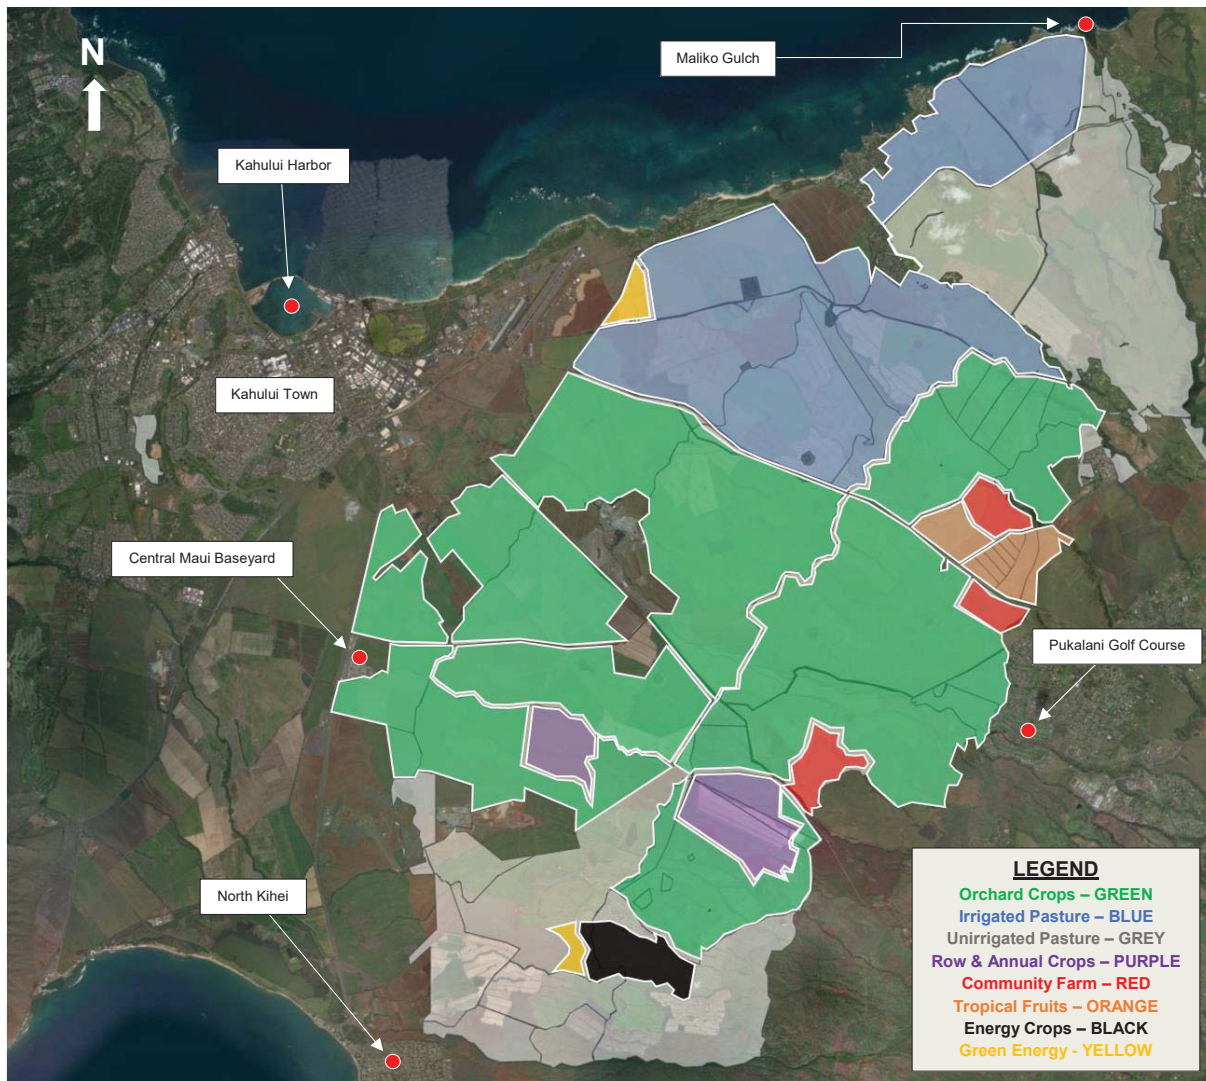 N
Maliko Gulch
Kahului Harbor
Kahului Town
Central Maui Baseyard
Pukalani Golf Course
North Kihei
LEGEND
Orchard Crops – GREEN
Irrigated Pasture – BLUE
Unirrigated Pasture – GREY
Row & Annual Crops – PURPLE
Community Farm – RED
Tropical Fruits – ORANGE
Energy Crops – BLACK
Green Energy - YELLOW